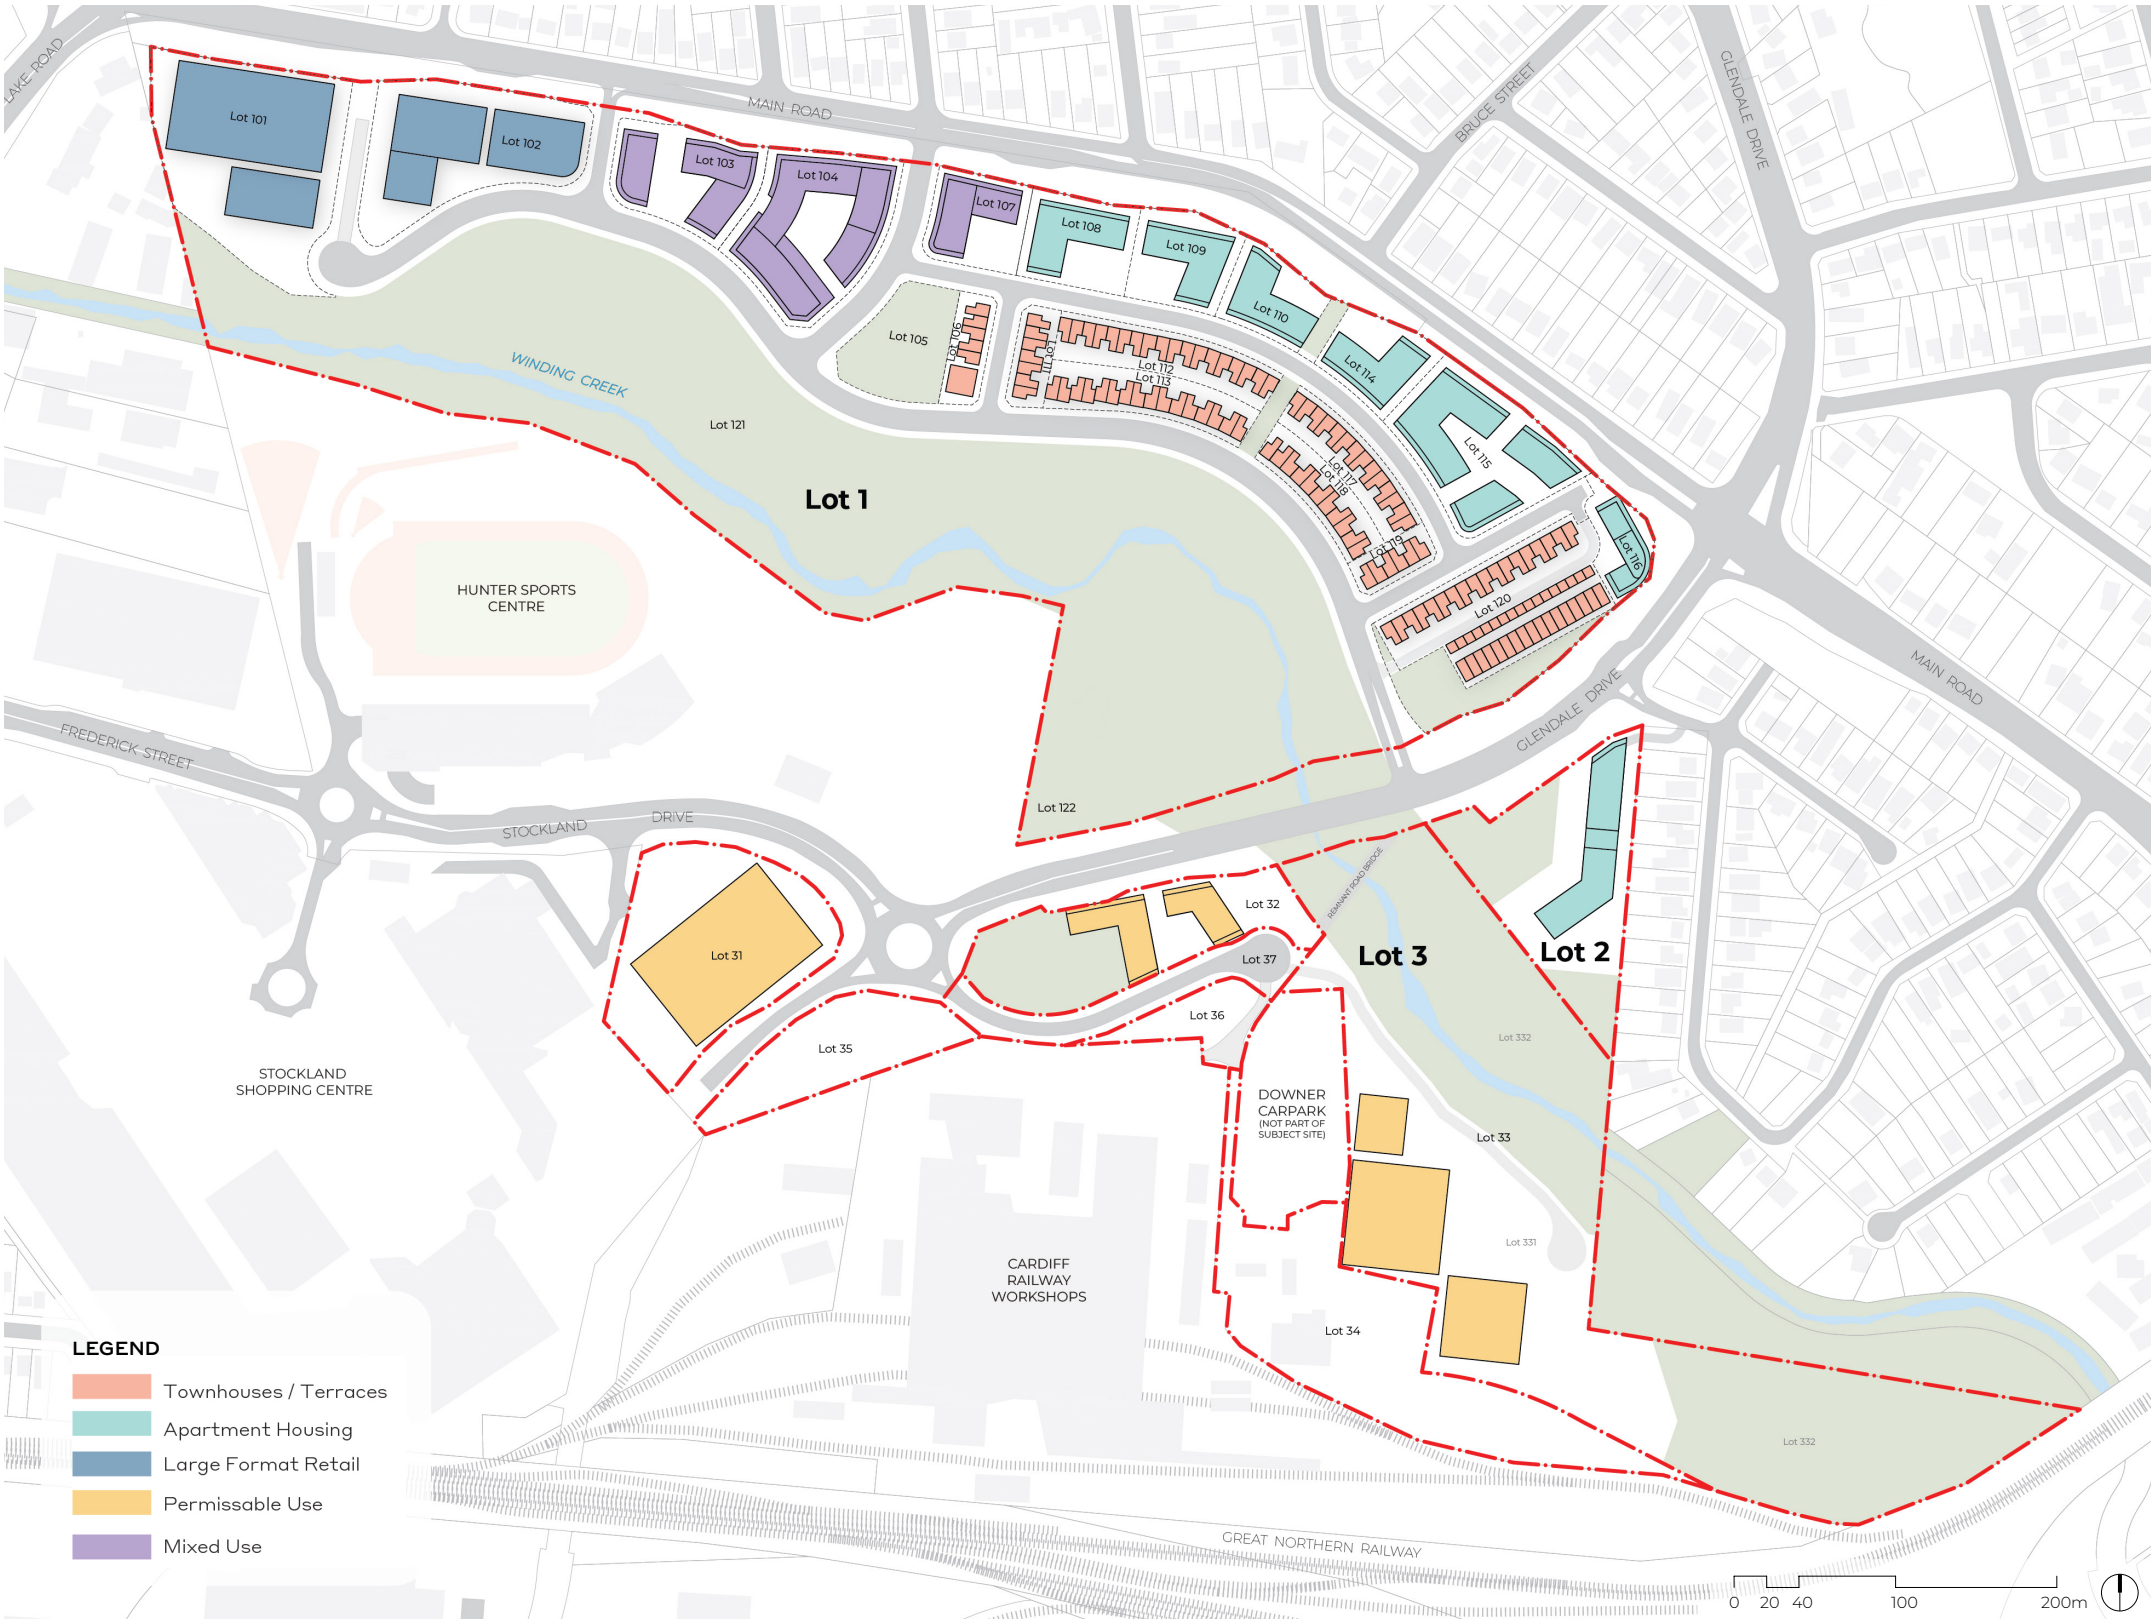 LAKE ROAD
MAIN ROAD
BRUCE STREET
GLENDALE DRIVE
Lot 101
Lot 102
Lot 103
Lot 104
Lot 107
Lot 108
Lot 109
Lot 110
Lot 105
Lot 106
Lot 111
Lot 112
Lot 113
Lot 114
Lot 115
Lot 116
Lot 117
Lot 118
Lot 119
Lot 120
WINDING CREEK
Lot 121
Lot 1
HUNTER SPORTS
CENTRE
FREDERICK STREET
MAIN ROAD
GLENDALE DRIVE
Lot 122
STOCKLAND DRIVE
REMNANT ROAD BRIDGE
Lot 31
Lot 32
Lot 37
Lot 3
Lot 2
Lot 36
Lot 35
Lot 332
STOCKLAND
SHOPPING CENTRE
DOWNER
CARPARK
(NOT PART OF
SUBJECT SITE)
Lot 33
Lot 331
CARDIFF
RAILWAY
WORKSHOPS
Lot 34
Lot 332
GREAT NORTHERN RAILWAY
LEGEND
Townhouses / Terraces
Apartment Housing
Large Format Retail
Permissable Use
Mixed Use
0 20 40 100 200m